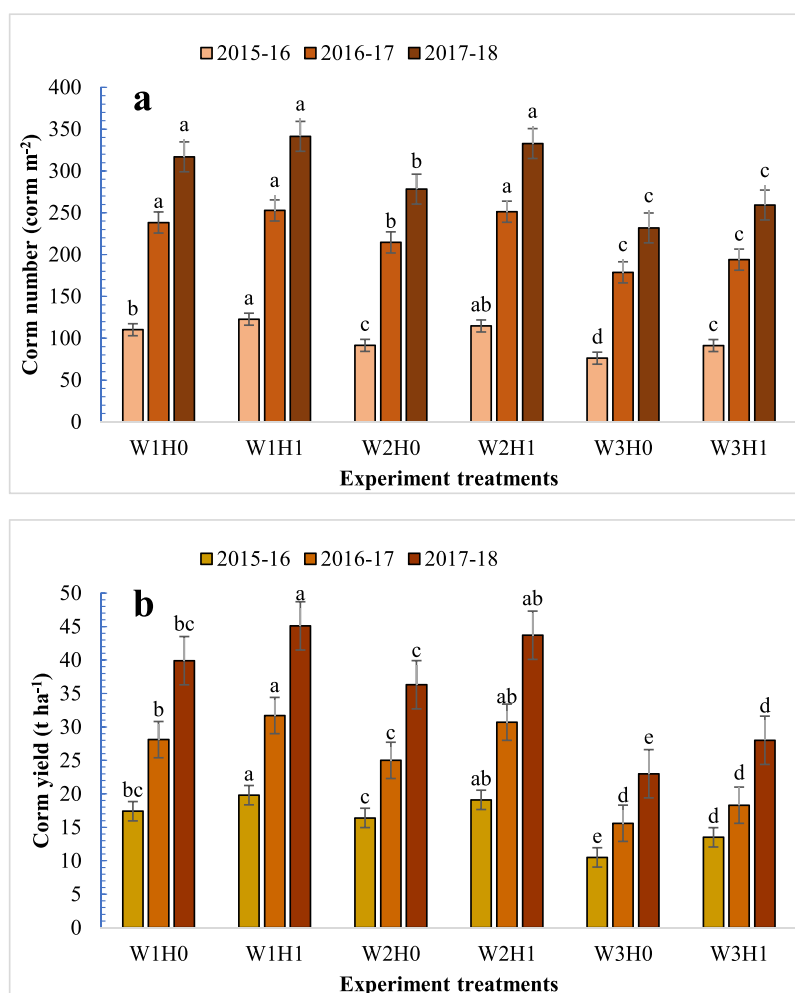 2015-16 2016-17 2017-18
a
Corm number (corm m-2)
400
350
300
250
200
150
100
50
0
b a a
a a a
c b b
ab a a
d c c
c c c
W1H0 W1H1 W2H0 W2H1 W3H0 W3H1
Experiment treatments
2015-16 2016-17 2017-18
b
Corm yield (t ha-1)
50
45
40
35
30
25
20
15
10
5
0
bc b bc
a a a
c c c
ab ab ab
e d e
d d d
W1H0 W1H1 W2H0 W2H1 W3H0 W3H1
Experiment treatments